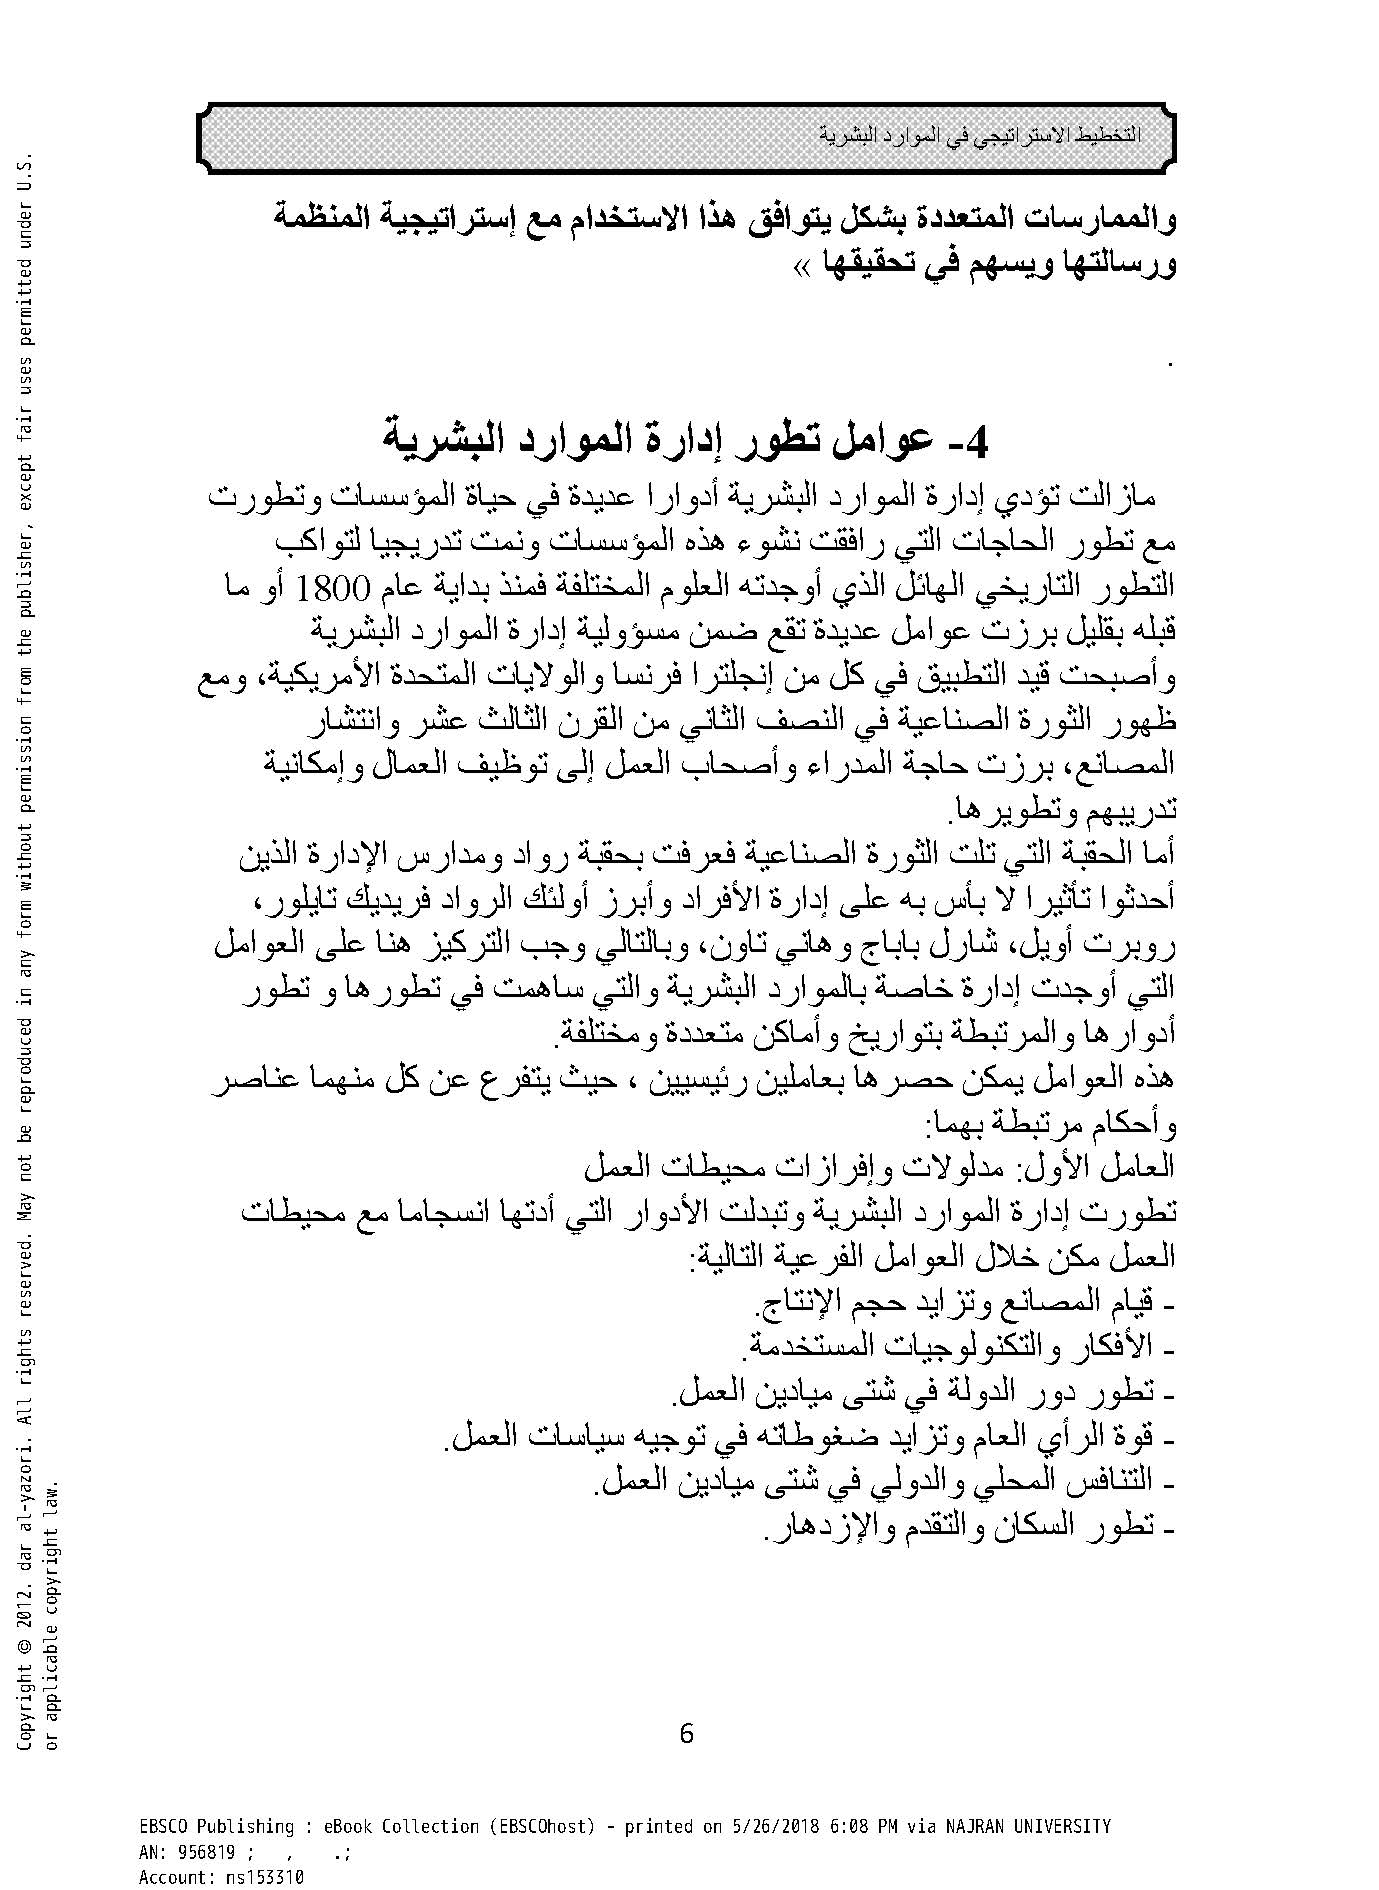 التخطيط الاستراتيجي في الموارد البشرية
والممارسات المتعددة بشكل يتوافق هذا الاستخدام مع إستراتيجية المنظمة
ورسالتها ويسهم في تحقيقها »
.
4- عوامل تطور إدارة الموارد البشرية
مازالت تؤدي إدارة الموارد البشرية أدوارا عديدة في حياة المؤسسات وتطورت
مع تطور الحاجات التي رافقت نشوء هذه المؤسسات ونمت تدريجيا لتواكب
التطور التاريخي الهائل الذي أوجدته العلوم المختلفة فمنذ بداية عام 1800 أو ما
قبله بقليل برزت عوامل عديدة تقع ضمن مسؤولية إدارة الموارد البشرية
وأصبحت قيد التطبيق في كل من إنجلترا فرنسا والولايات المتحدة الأمريكية، ومع
ظهور الثورة الصناعية في النصف الثاني من القرن الثالث عشر وانتشار
المصانع، برزت حاجة المدراء وأصحاب العمل إلى توظيف العمال وإمكانية
تدريبهم وتطويرها.
أما الحقبة التي تلت الثورة الصناعية فعرفت بحقبة رواد ومدارس الإدارة الذين
أحدثوا تأثيرا لا بأس به على إدارة الأفراد وأبرز أولئك الرواد فريديك تايلور،
روبرت أويل، شارل باباج وهاني تاون، وبالتالي وجب التركيز هنا على العوامل
التي أوجدت إدارة خاصة بالموارد البشرية والتي ساهمت في تطورها و تطور
أدوارها والمرتبطة بتواريخ وأماكن متعددة ومختلفة.
هذه العوامل يمكن حصرها بعاملين رئيسيين ، حيث يتفرع عن كل منهما عناصر
وأحكام مرتبطة بهما:
العامل الأول: مدلولات وإفرازات محيطات العمل
تطورت إدارة الموارد البشرية وتبدلت الأدوار التي أدتها انسجاما مع محيطات
العمل مكن خلال العوامل الفرعية التالية:
- قيام المصانع وتزايد حجم الإنتاج.
- الأفكار والتكنولوجيات المستخدمة.
- تطور دور الدولة في شتى ميادين العمل.
- قوة الرأي العام وتزايد ضغوطاته في توجيه سياسات العمل.
- التنافس المحلي والدولي في شتى ميادين العمل.
- تطور السكان والتقدم والإزدهار.
6
Copyright © 2012. dar al-yazori. All rights reserved. May not be reproduced in any form without permission from the publisher, except fair uses permitted under U.S.
or applicable copyright law.
EBSCO Publishing : eBook Collection (EBSCOhost) - printed on 5/26/2018 6:08 PM via NAJRAN UNIVERSITY
AN: 956819 ; , .;
Account: ns153310